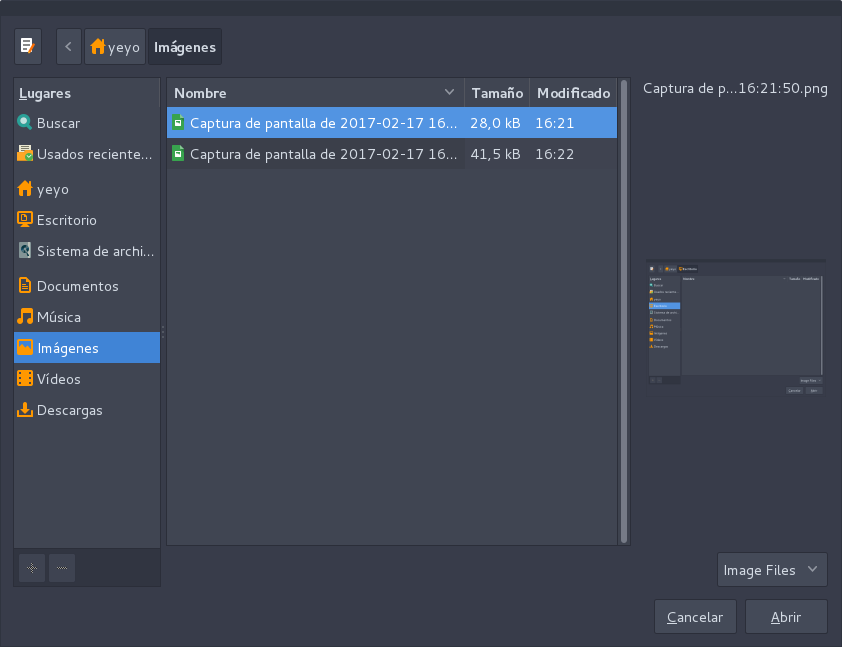 yeyo Imágenes
Lugares
Buscar
Usados reciente...
yeyo
Escritorio
Sistema de archi...
Documentos
Música
Imágenes
Vídeos
Descargas
Nombre Tamaño Modificado
Captura de pantalla de 2017-02-17 16... 28,0 kB 16:21
Captura de pantalla de 2017-02-17 16... 41,5 kB 16:22
Captura de p...16:21:50.png
Image Files
Cancelar Abrir